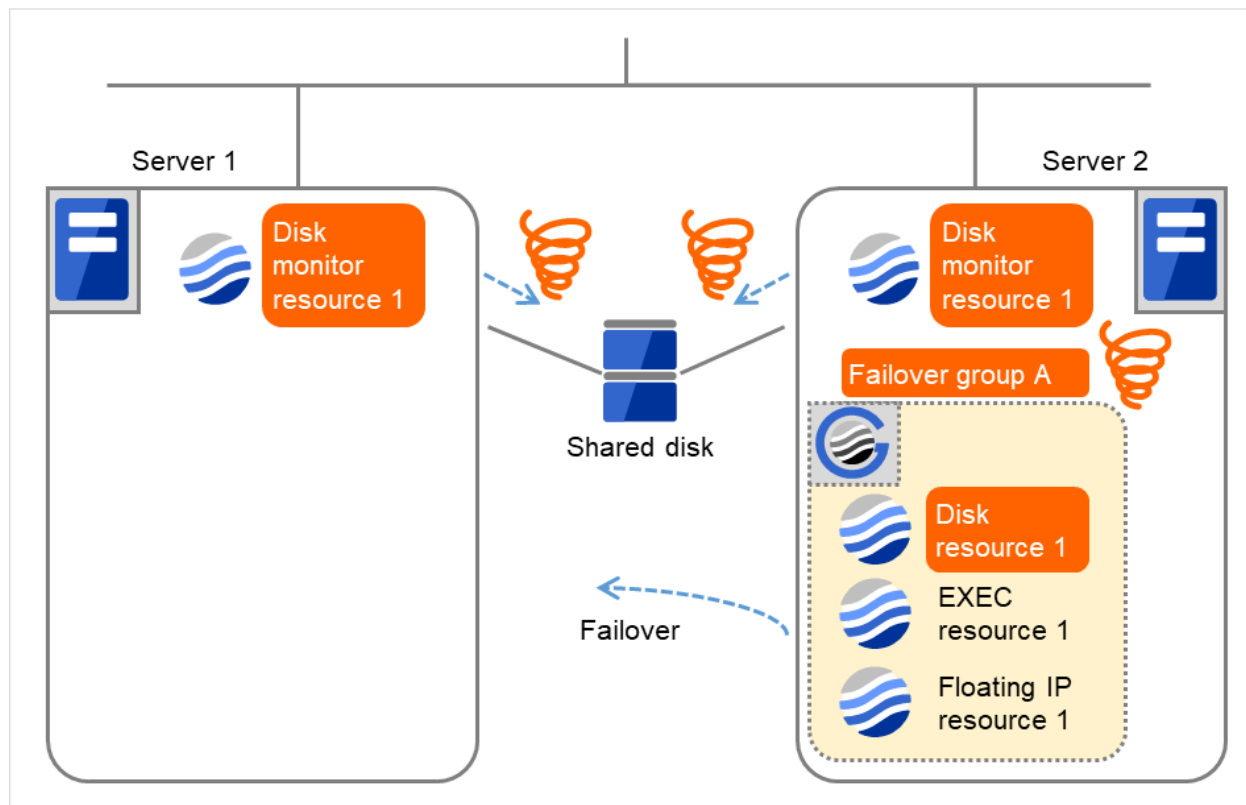 Server 1
Server 2
Disk
monitor
resource 1
Disk
monitor
resource 1
Failover group A
Shared disk
Disk
resource 1
EXEC
resource 1
Failover
Floating IP
resource 1